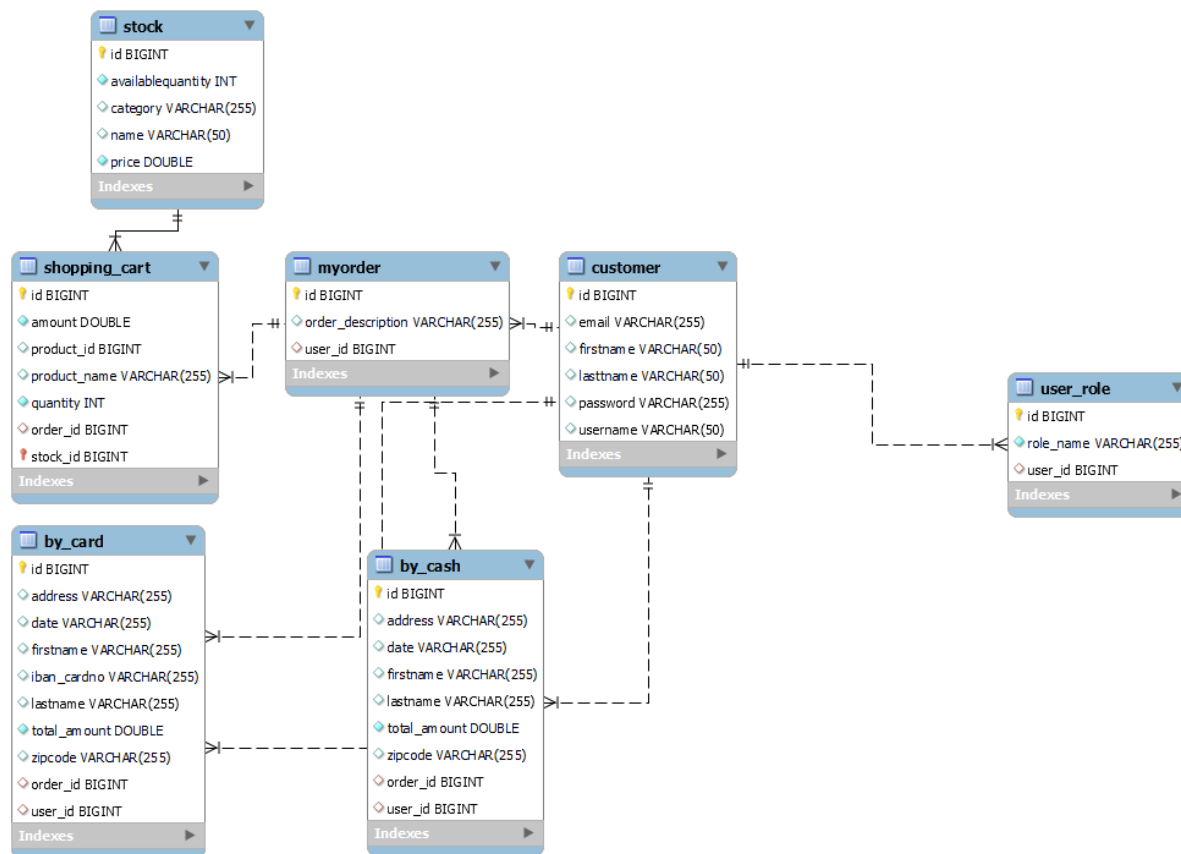 stock
id BIGINT
availablequantity INT
category VARCHAR(255)
name VARCHAR(50)
price DOUBLE
Indexes
shopping_cart
id BIGINT
amount DOUBLE
product_id BIGINT
product_name VARCHAR(255)
quantity INT
order_id BIGINT
stock_id BIGINT
Indexes
myorder
id BIGINT
order_description VARCHAR(255)
user_id BIGINT
Indexes
customer
id BIGINT
email VARCHAR(255)
firstname VARCHAR(50)
lasttname VARCHAR(50)
password VARCHAR(255)
username VARCHAR(50)
Indexes
user_role
id BIGINT
role_name VARCHAR(255)
user_id BIGINT
Indexes
by_card
id BIGINT
address VARCHAR(255)
date VARCHAR(255)
firstname VARCHAR(255)
iban_cardno VARCHAR(255)
lastname VARCHAR(255)
total_amount DOUBLE
zipcode VARCHAR(255)
order_id BIGINT
user_id BIGINT
Indexes
by_cash
id BIGINT
address VARCHAR(255)
date VARCHAR(255)
firstname VARCHAR(255)
lastname VARCHAR(255)
total_amount DOUBLE
zipcode VARCHAR(255)
order_id BIGINT
user_id BIGINT
Indexes